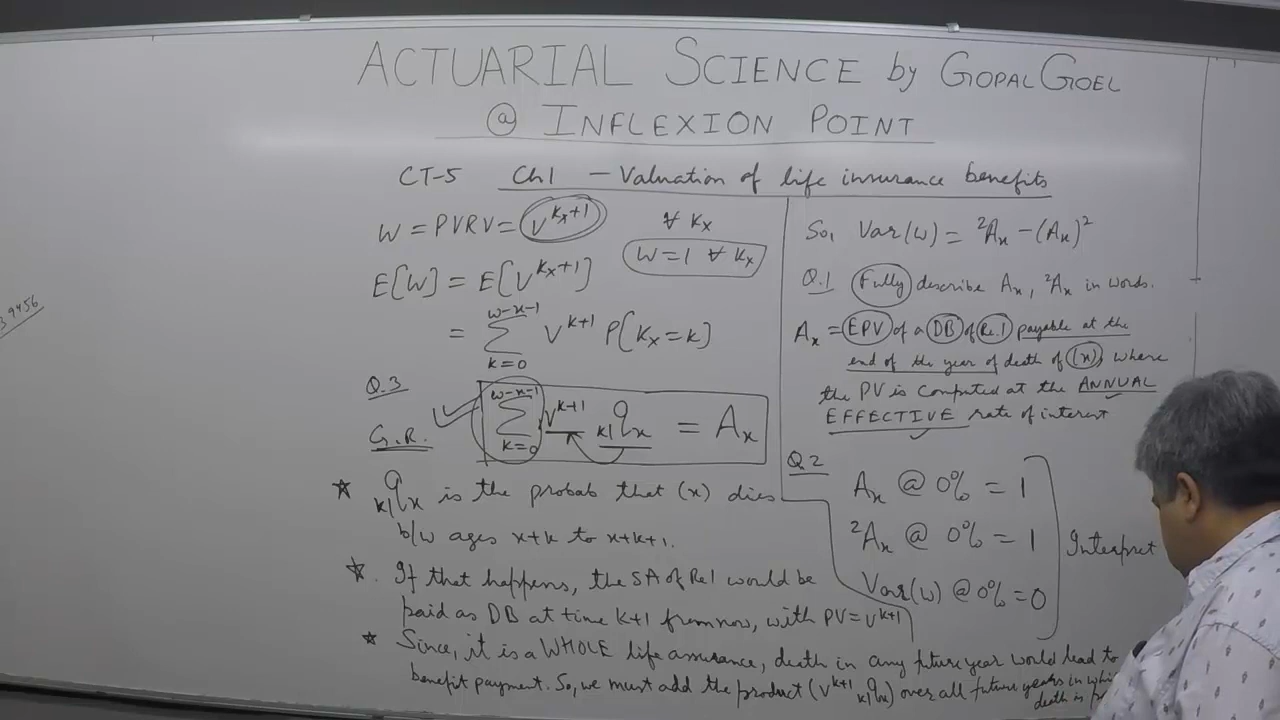 ACTUARIAL SCIENCE by GOPAL GOEL
@ INFLEXION POINT
CT-5 Ch1 – Valuation of life insurance benefits
W = PVRV = V^(Kx+1) ∀ Kx
W = 1 ∀ Kx
E[W] = E[V^(Kx+1)]
= Σ_{k=0}^{ω-x-1} V^(k+1) P[Kx = k]
Q.3
G.R.
Σ_{k=0}^{ω-x-1} V^(k+1) k|qx = Ax
★ k|qx is the probab that (x) dies
b/w ages x+k to x+k+1.
★ If that happens, the SA of Re1 would be
paid as DB at time k+1 from now, with PV = V^(k+1)
★ Since, it is a WHOLE life assurance, death in any future year would lead to
benefit payment. So, we must add the product (V^(k+1) k|qx) over all future years in
death is
So, Var(W) = ²Ax – (Ax)²
Q.1 Fully describe Ax, ²Ax in words.
Ax = EPV of a DB of Re.1 payable at the
end of the year of death of (x), where
the PV is computed at the ANNUAL
EFFECTIVE rate of interest
Q2
Ax @ 0% = 1
²Ax @ 0% = 1
Var(W) @ 0% = 0
Interpret
9456